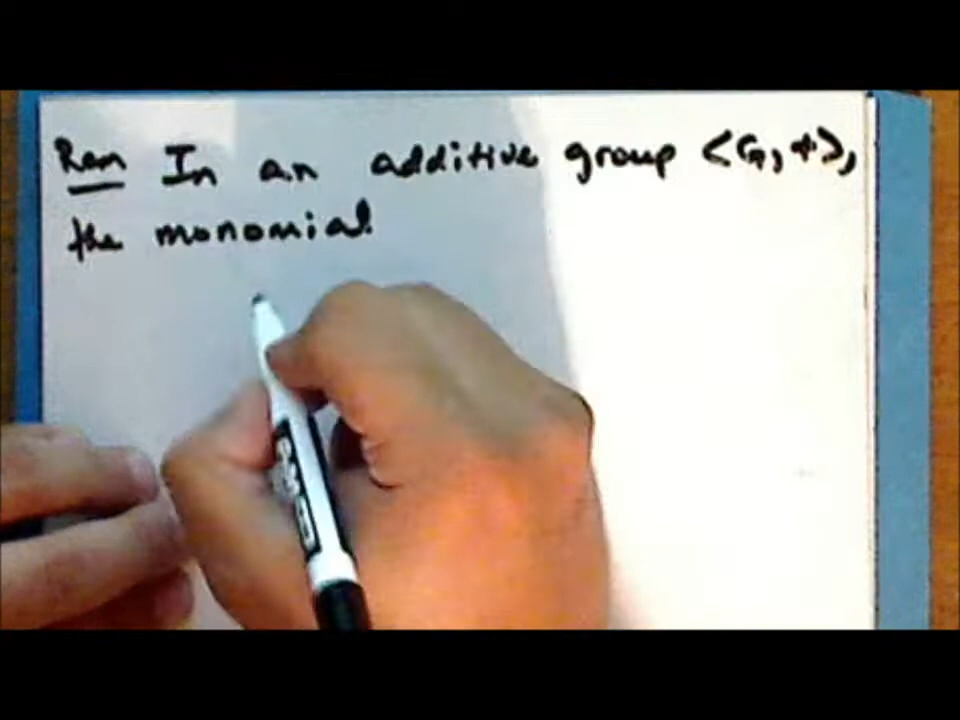 Rem In an additive group <G, +>,
the monomial